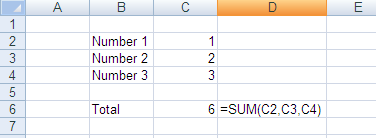 A B C D E
1
2 Number 1 1
3 Number 2 2
4 Number 3 3
5
6 Total 6 =SUM(C2,C3,C4)
7